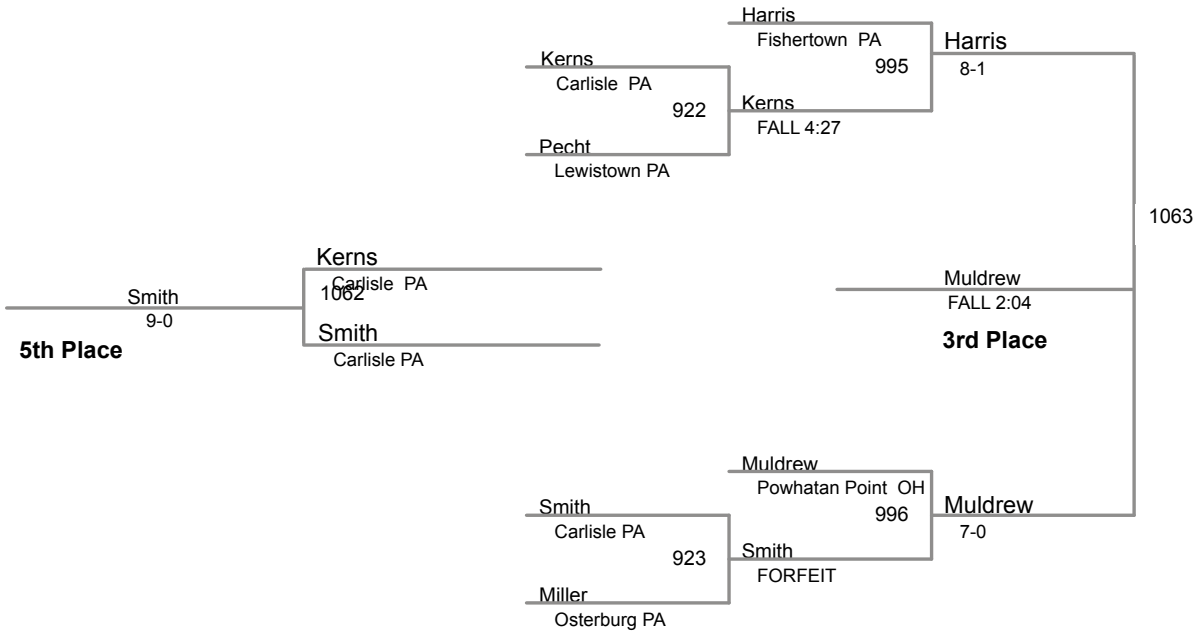 Harris
Fishertown PA
Harris
8-1
995
Kerns
Carlisle PA
922
Kerns
FALL 4:27
Pecht
Lewistown PA
1063
Kerns
Carlisle PA
1062
Smith
9-0
5th Place
Smith
Carlisle PA
Muldrew
FALL 2:04
3rd Place
Muldrew
Powhatan Point OH
996
Muldrew
7-0
Smith
Carlisle PA
923
Smith
FORFEIT
Miller
Osterburg PA